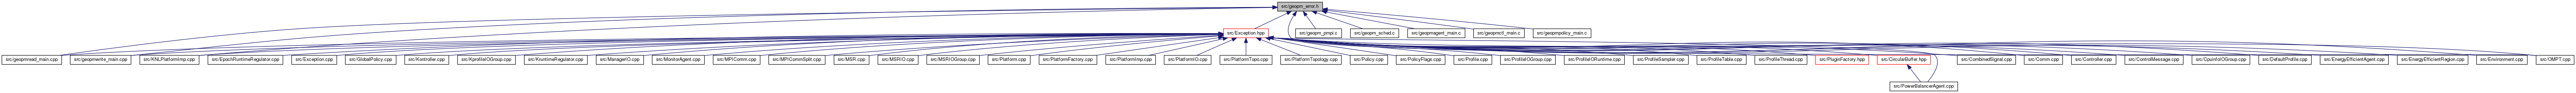 src/geopm_error.h
src/Exception.hpp
src/geopm_pmpi.c
src/geopm_sched.c
src/geopmagent_main.c
src/geopmctl_main.c
src/geopmpolicy_main.c
src/geopmread_main.cpp
src/geopmwrite_main.cpp
src/KNLPlatformImp.cpp
src/EpochRuntimeRegulator.cpp
src/Exception.cpp
src/GlobalPolicy.cpp
src/Kontroller.cpp
src/KprofileIOGroup.cpp
src/KruntimeRegulator.cpp
src/ManagerIO.cpp
src/MonitorAgent.cpp
src/MPIComm.cpp
src/MPICommSplit.cpp
src/MSR.cpp
src/MSRIO.cpp
src/MSRIOGroup.cpp
src/Platform.cpp
src/PlatformFactory.cpp
src/PlatformImp.cpp
src/PlatformIO.cpp
src/PlatformTopo.cpp
src/PlatformTopology.cpp
src/Policy.cpp
src/PolicyFlags.cpp
src/Profile.cpp
src/ProfileIOGroup.cpp
src/ProfileIORuntime.cpp
src/ProfileSampler.cpp
src/ProfileTable.cpp
src/ProfileThread.cpp
src/PluginFactory.hpp
src/CircularBuffer.hpp
src/CombinedSignal.cpp
src/Comm.cpp
src/Controller.cpp
src/ControlMessage.cpp
src/CpuinfoIOGroup.cpp
src/DefaultProfile.cpp
src/EnergyEfficientAgent.cpp
src/EnergyEfficientRegion.cpp
src/Environment.cpp
src/OMPT.cpp
src/PowerBalancerAgent.cpp